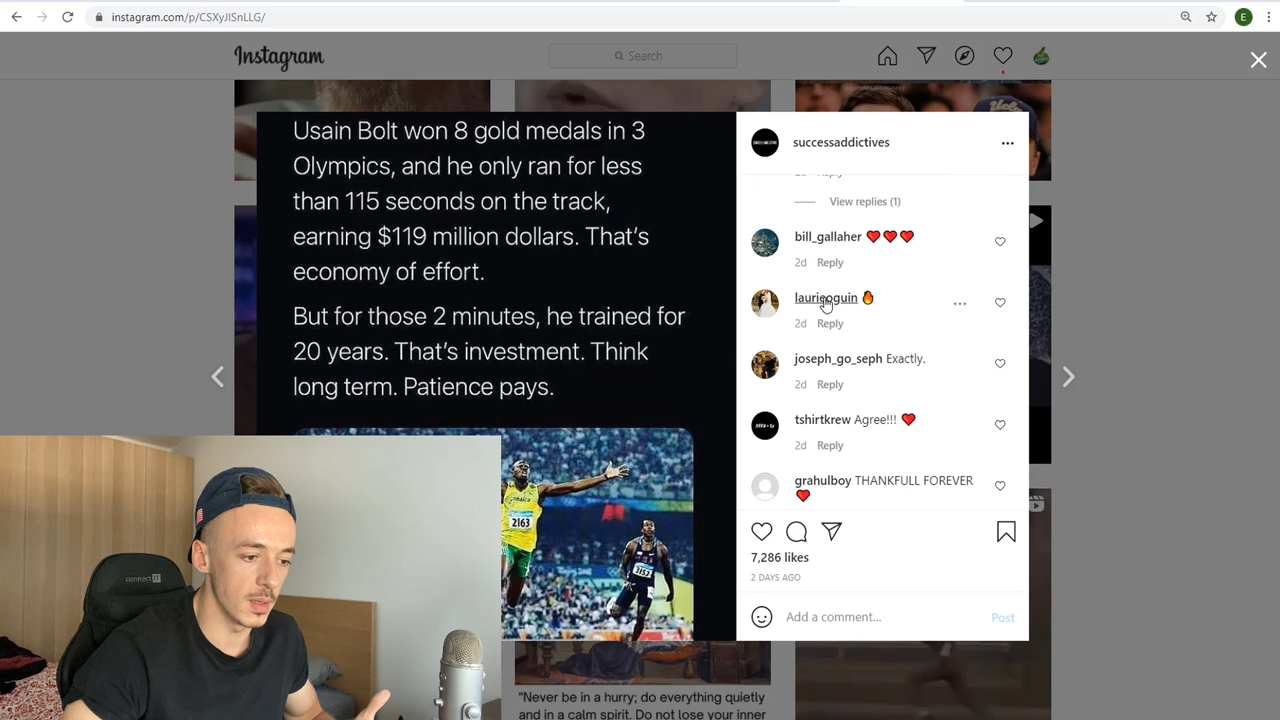 instagram.com/p/CSXyJISnLLG/
E
Instagram
Search
Usain Bolt won 8 gold medals in 3
Olympics, and he only ran for less
than 115 seconds on the track,
earning $119 million dollars. That's
economy of effort.
But for those 2 minutes, he trained for
20 years. That's investment. Think
long term. Patience pays.
2163
3152
successaddictives
View replies (1)
bill_gallaher ❤️❤️❤️
2d Reply
🔥
2d Reply
joseph_go_seph Exactly.
2d Reply
tshirtkrew Agree!!! ❤️
2d Reply
grahulboy THANKFULL FOREVER
❤️
7,286 likes
2 DAYS AGO
Add a comment...
Post
connect IT
"Never be in a hurry; do everything quietly
and in a calm spirit. Do not lose your inner